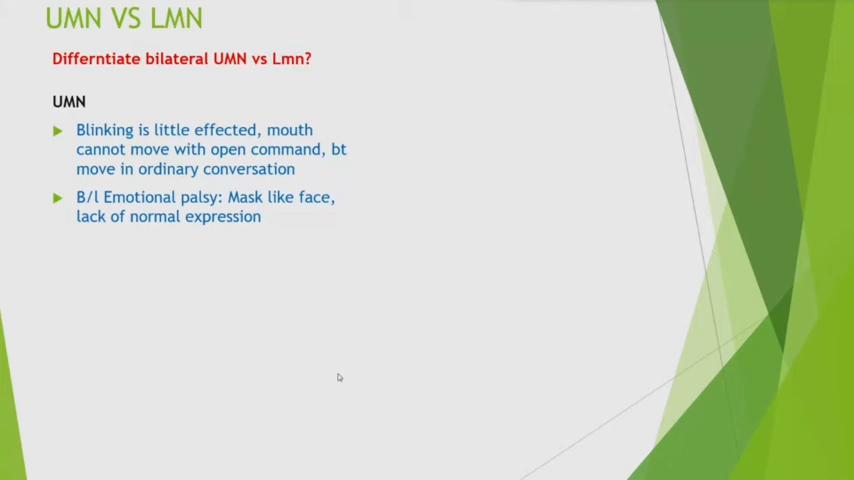 UMN VS LMN
Differntiate bilateral UMN vs Lmn?
UMN
Blinking is little effected, mouth
cannot move with open command, bt
move in ordinary conversation
B/l Emotional palsy: Mask like face,
lack of normal expression